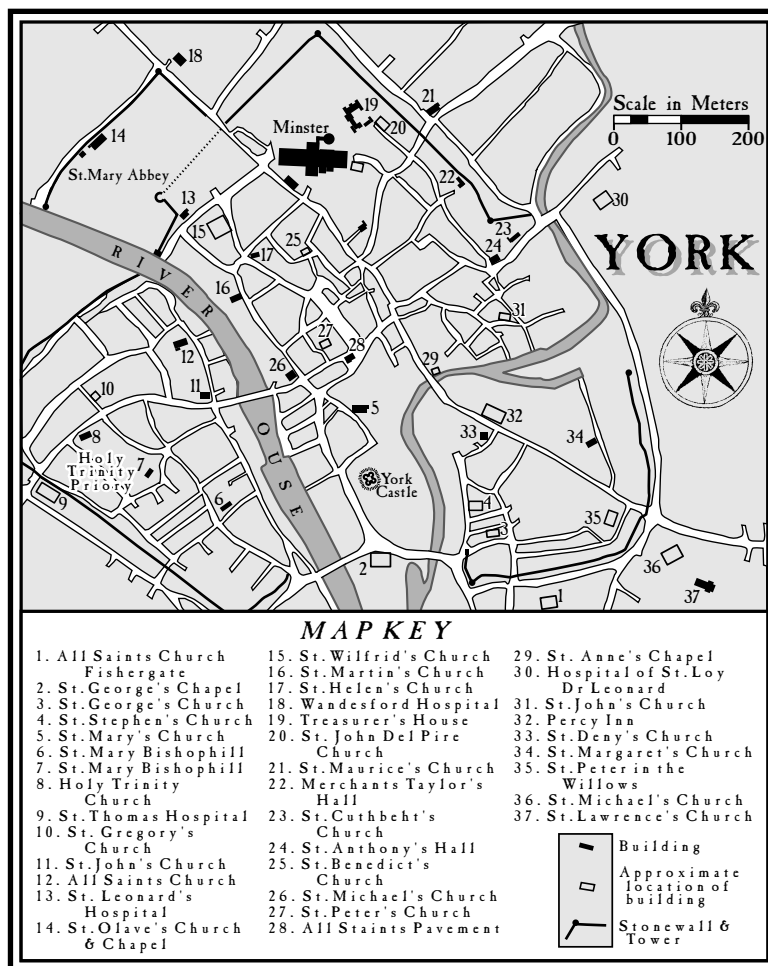 18
19
21
Scale in Meters
0 100 200
Minster
20
14
St.Mary Abbey
22
30
13
15
23
YORK
25
24
17
RIVER
16
31
27
28
12
29
26
10
11
5
32
8
OUSE
33
34
Holy
Trinity
Priory
7
York
Castle
9
6
4
35
3
2
36
1
37
MAP KEY
1. All Saints Church
Fishergate
2. St.George's Chapel
3. St.George's Church
4. St.Stephen's Church
5. St.Mary's Church
6. St.Mary Bishophill
7. St.Mary Bishophill
8. Holy Trinity
Church
9. St.Thomas Hospital
10. St. Gregory's
Church
11. St.John's Church
12. All Saints Church
13. St. Leonard's
Hospital
14. St.Olave's Church
& Chapel
15. St.Wilfrid's Church
16. St.Martin's Church
17. St.Helen's Church
18. Wandesford Hospital
19. Treasurer's House
20. St. John Del Pire
Church
21. St.Maurice's Church
22. Merchants Taylor's
Hall
23. St.Cuthbeht's
Church
24. St.Anthony's Hall
25. St.Benedict's
Church
26. St.Michael's Church
27. St.Peter's Church
28. All Staints Pavement
29. St. Anne's Chapel
30. Hospital of St.Loy
Dr Leonard
31. St.John's Church
32. Percy Inn
33. St.Deny's Church
34. St.Margaret's Church
35. St.Peter in the
Willows
36. St.Michael's Church
37. St.Lawrence's Church
Building
Approximate
location of
building
Stonewall &
Tower